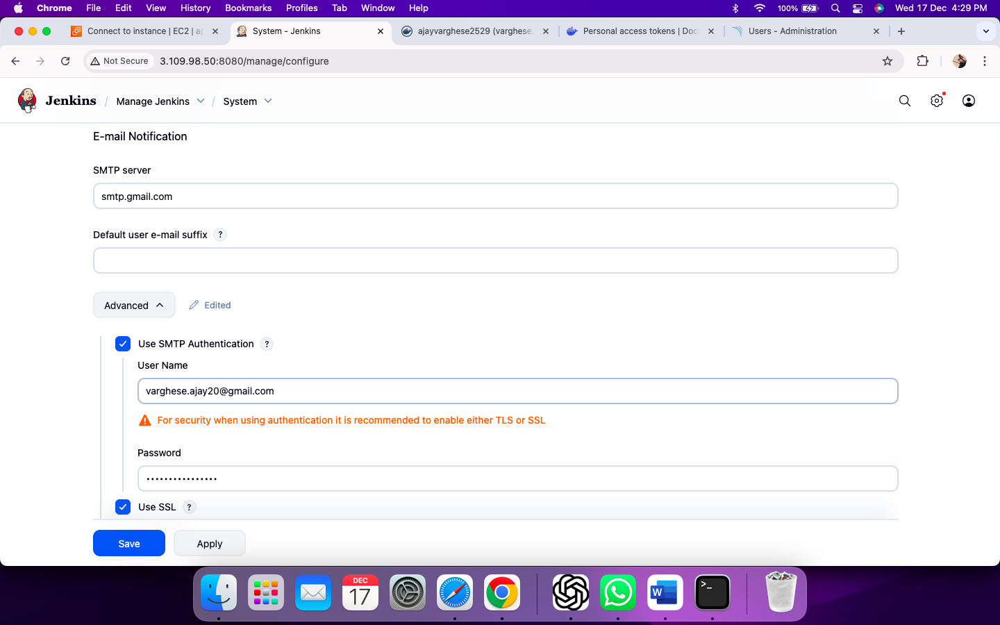 Chrome File Edit View History Bookmarks Profiles Tab Window Help 100% Wed 17 Dec 4:29 PM
Connect to instance | EC2 | ap System - Jenkins ajayvarghese2529 (varghese. Personal access tokens | Doc Users - Administration
Not Secure 3.109.98.50:8080/manage/configure
Jenkins / Manage Jenkins / System
E-mail Notification
SMTP server
smtp.gmail.com
Default user e-mail suffix ?
Advanced Edited
Use SMTP Authentication ?
User Name
varghese.ajay20@gmail.com
For security when using authentication it is recommended to enable either TLS or SSL
Password
••••••••••••••••
Use SSL ?
Save Apply
DEC
17
W
>_